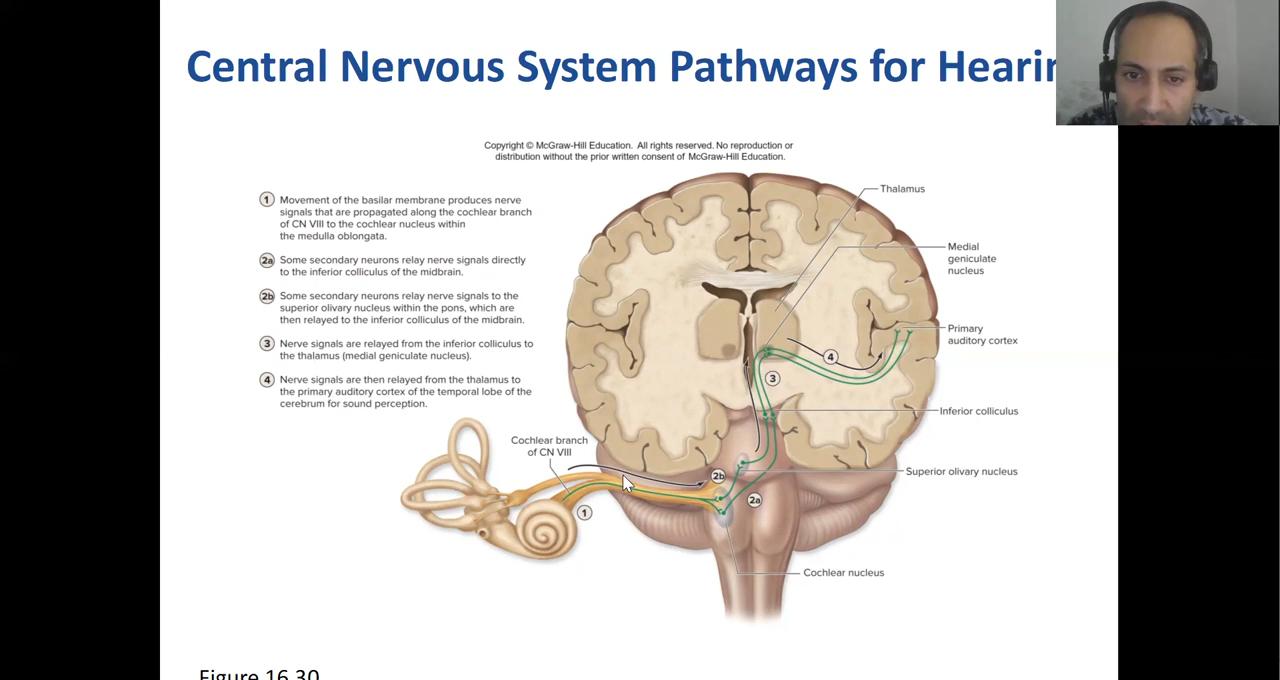 Central Nervous System Pathways for Hearin
Copyright © McGraw-Hill Education. All rights reserved. No reproduction or
distribution without the prior written consent of McGraw-Hill Education.
1 Movement of the basilar membrane produces nerve
signals that are propagated along the cochlear branch
of CN VIII to the cochlear nucleus within
the medulla oblongata.
2a Some secondary neurons relay nerve signals directly
to the inferior colliculus of the midbrain.
2b Some secondary neurons relay nerve signals to the
superior olivary nucleus within the pons, which are
then relayed to the inferior colliculus of the midbrain.
3 Nerve signals are relayed from the inferior colliculus to
the thalamus (medial geniculate nucleus).
4 Nerve signals are then relayed from the thalamus to
the primary auditory cortex of the temporal lobe of the
cerebrum for sound perception.
Thalamus
Medial
geniculate
nucleus
Primary
auditory cortex
4
3
Inferior colliculus
Cochlear branch
of CN VIII
Superior olivary nucleus
2b
2a
1
Cochlear nucleus
Figure 16.30